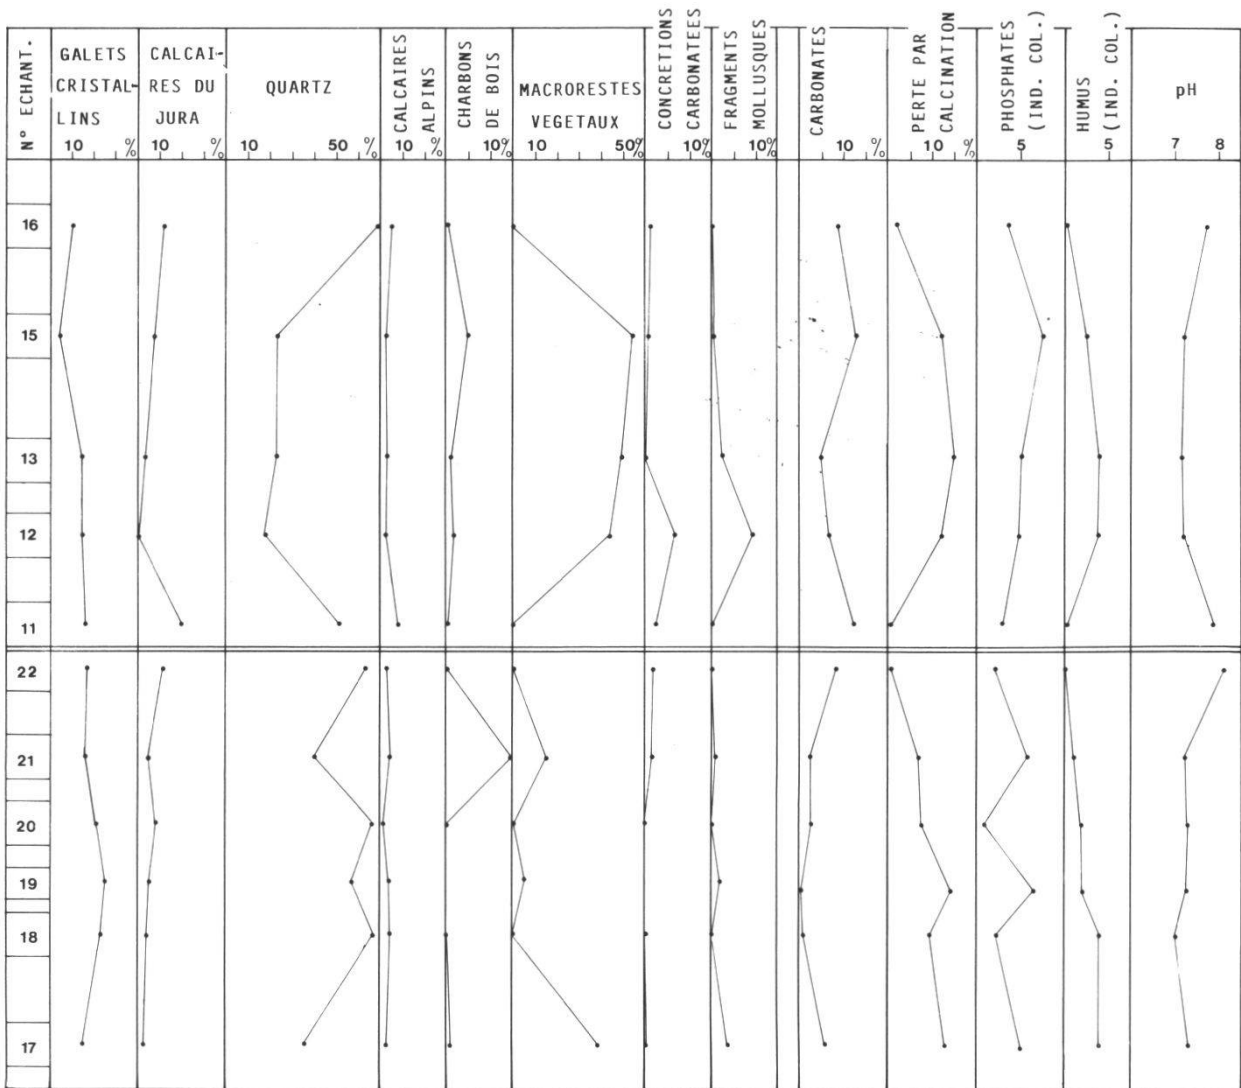 N° ECHANT.
GALETS
CRISTAL-
LINS
10 %
CALCAI-
RES DU
JURA
10 %
QUARTZ
10 50 %
CALCAIRES
ALPINS
10 %
CHARBONS
DE BOIS
10%
MACRORESTES
VEGETAUX
10 50%
CONCRETIONS
CARBONATEES
10%
FRAGMENTS
MOLLUSQUES
10%
CARBONATES
10 %
PERTE PAR
CALCINATION
10 %
PHOSPHATES
(IND. COL.)
5
HUMUS
(IND. COL.)
5
pH
7 8
16
15
13
12
11
22
21
20
19
18
17